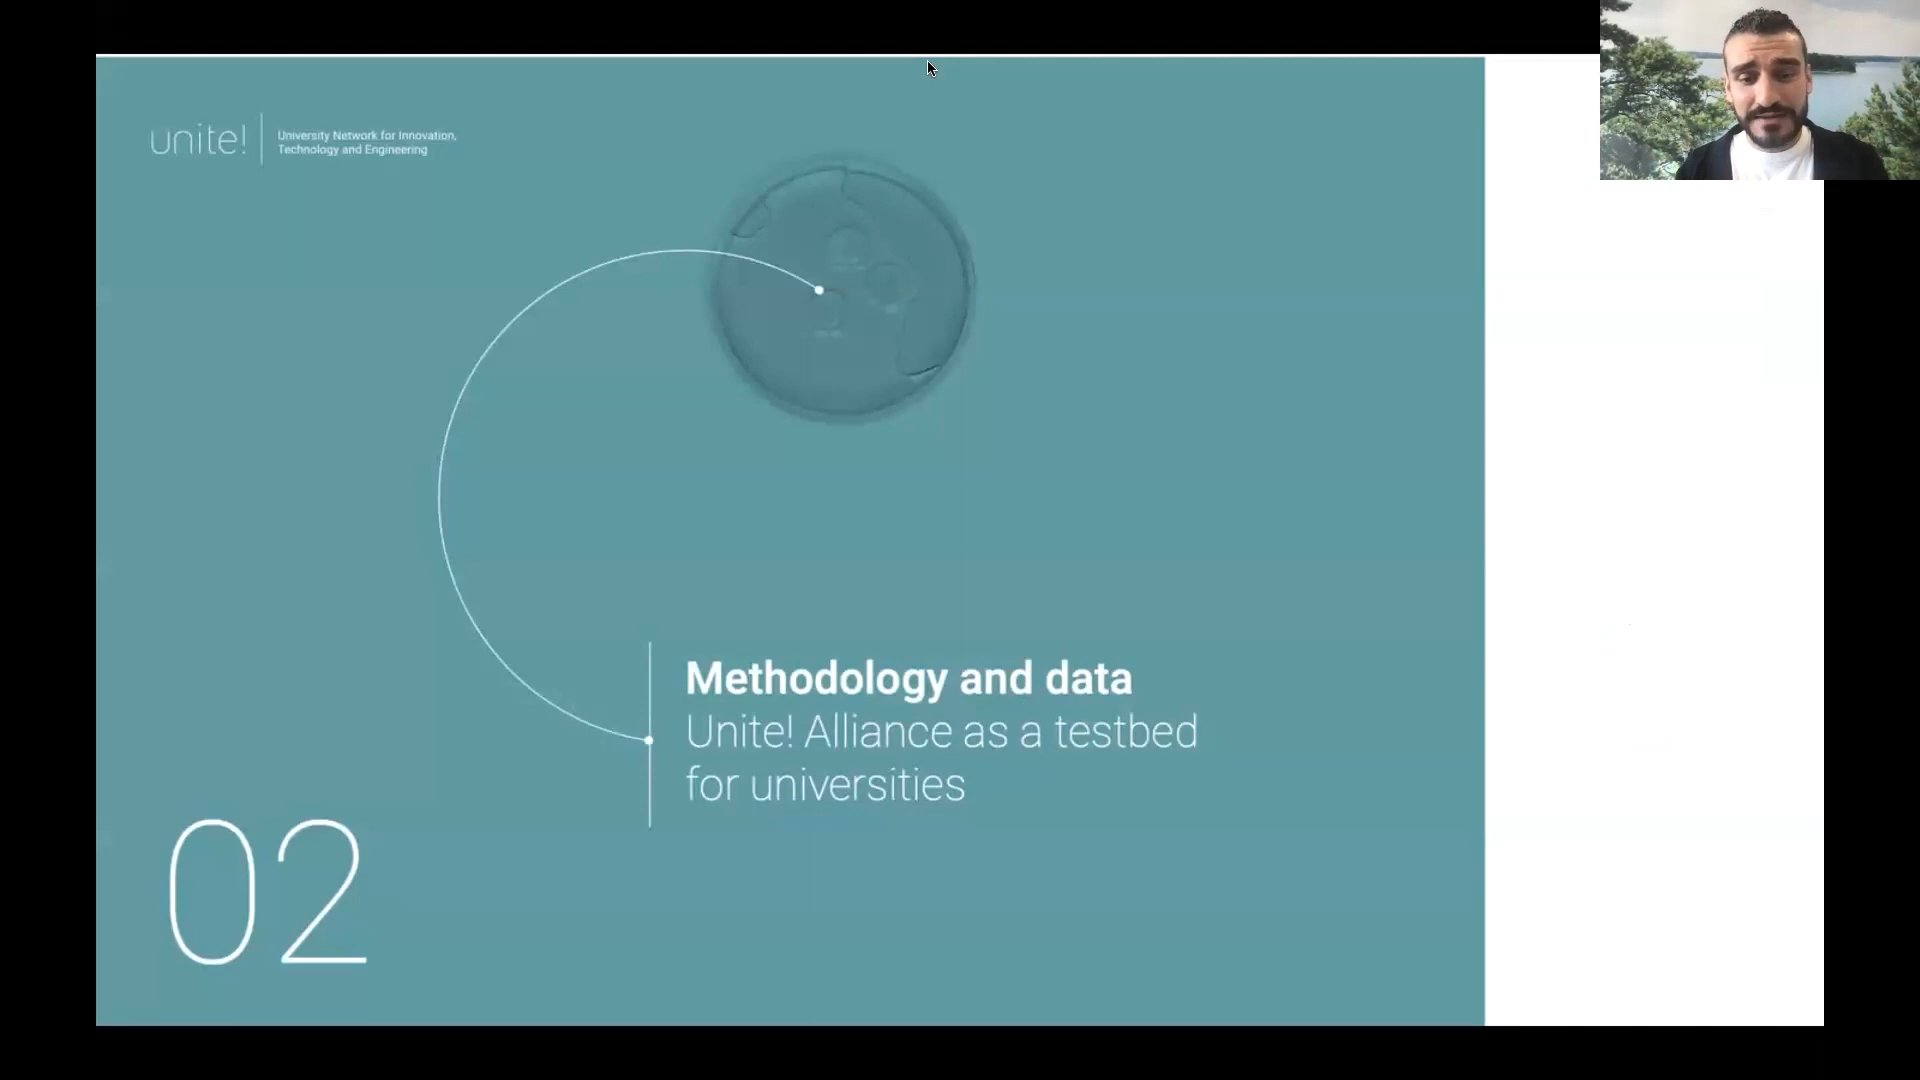 unite!
University Network for Innovation,
Technology and Engineering
Methodology and data
Unite! Alliance as a testbed
for universities
02